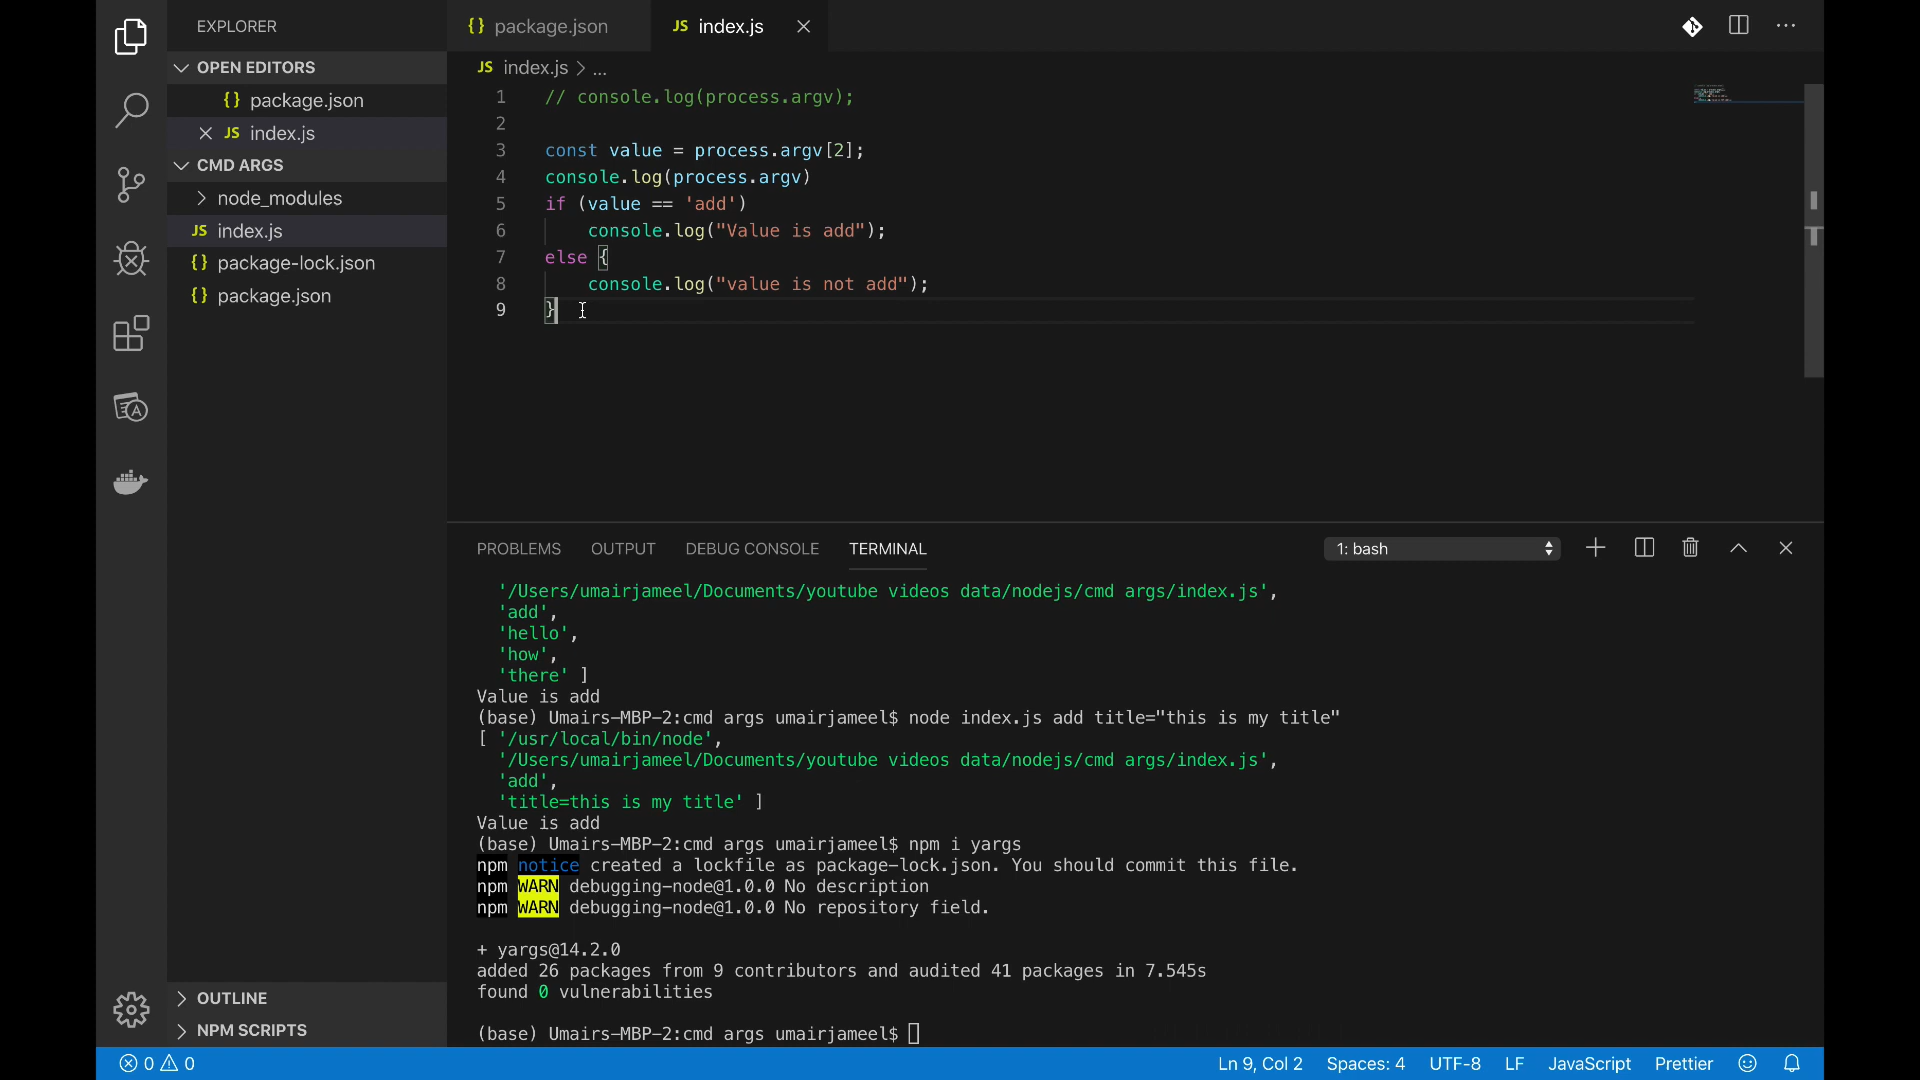 EXPLORER
OPEN EDITORS
{} package.json
JS index.js
CMD ARGS
node_modules
JS index.js
{} package-lock.json
{} package.json
OUTLINE
NPM SCRIPTS
{} package.json
JS index.js
JS index.js > ...
1 // console.log(process.argv);
2
3 const value = process.argv[2];
4 console.log(process.argv)
5 if (value == 'add')
6 console.log("Value is add");
7 else {
8 console.log("value is not add");
9 }
PROBLEMS OUTPUT DEBUG CONSOLE TERMINAL
1: bash
'/Users/umairjameel/Documents/youtube videos data/nodejs/cmd args/index.js',
'add',
'hello',
'how',
'there' ]
Value is add
(base) Umairs-MBP-2:cmd args umairjameel$ node index.js add title="this is my title"
[ '/usr/local/bin/node',
'/Users/umairjameel/Documents/youtube videos data/nodejs/cmd args/index.js',
'add',
'title=this is my title' ]
Value is add
(base) Umairs-MBP-2:cmd args umairjameel$ npm i yargs
npm notice created a lockfile as package-lock.json. You should commit this file.
npm WARN debugging-node@1.0.0 No description
npm WARN debugging-node@1.0.0 No repository field.
+ yargs@14.2.0
added 26 packages from 9 contributors and audited 41 packages in 7.545s
found 0 vulnerabilities
(base) Umairs-MBP-2:cmd args umairjameel$
0 0
Ln 9, Col 2 Spaces: 4 UTF-8 LF JavaScript Prettier